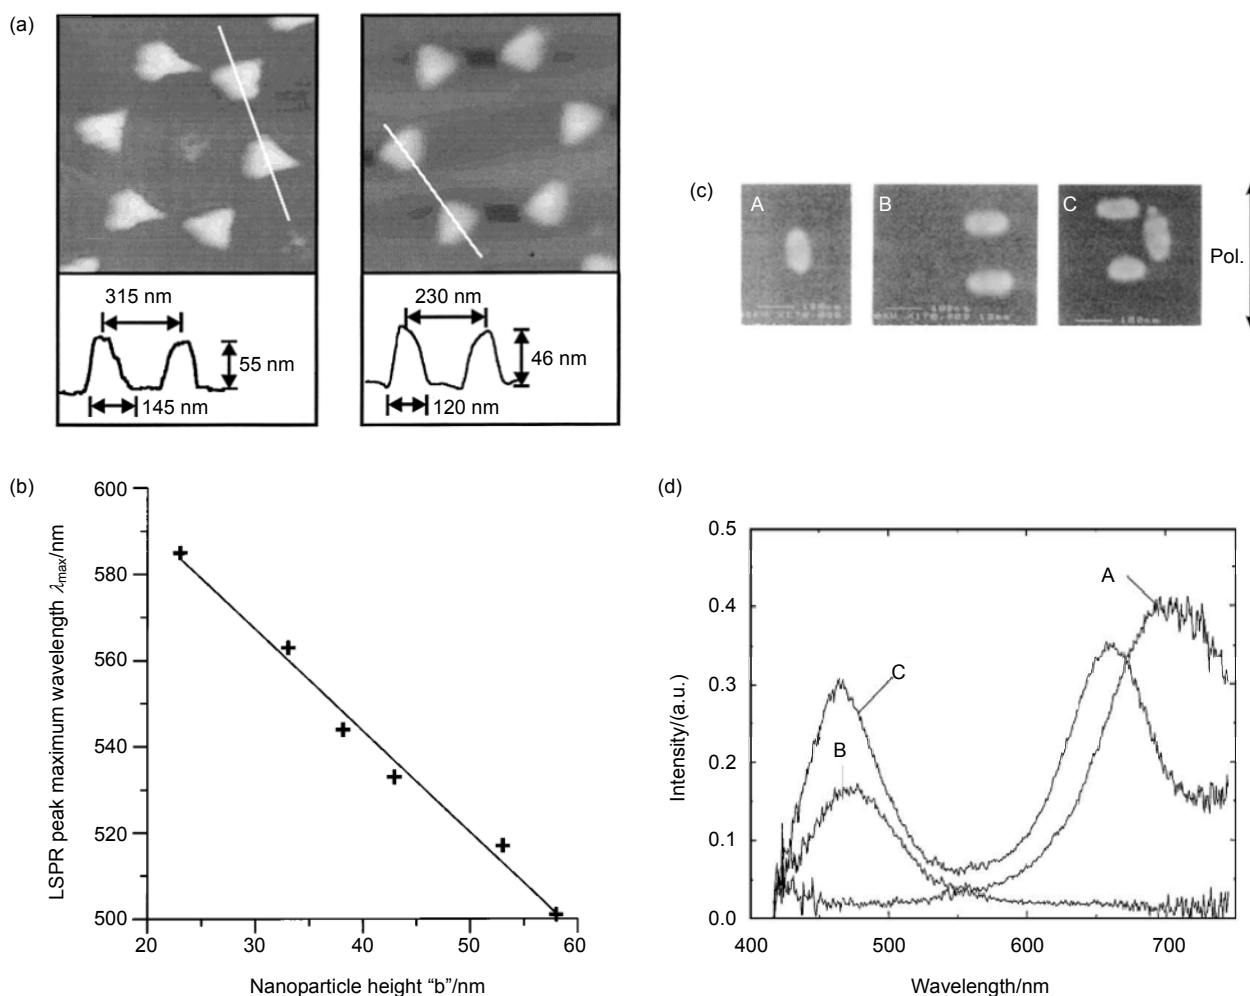 (a)
315 nm
55 nm
145 nm
230 nm
46 nm
120 nm
(c)
A
B
C
Pol.
(b)
LSPR peak maximum wavelength λmax/nm
600
580
560
540
520
500
20
30
40
50
60
Nanoparticle height “b”/nm
(d)
Intensity/(a.u.)
0.5
0.4
0.3
0.2
0.1
0.0
A
C
B
400
500
600
700
Wavelength/nm